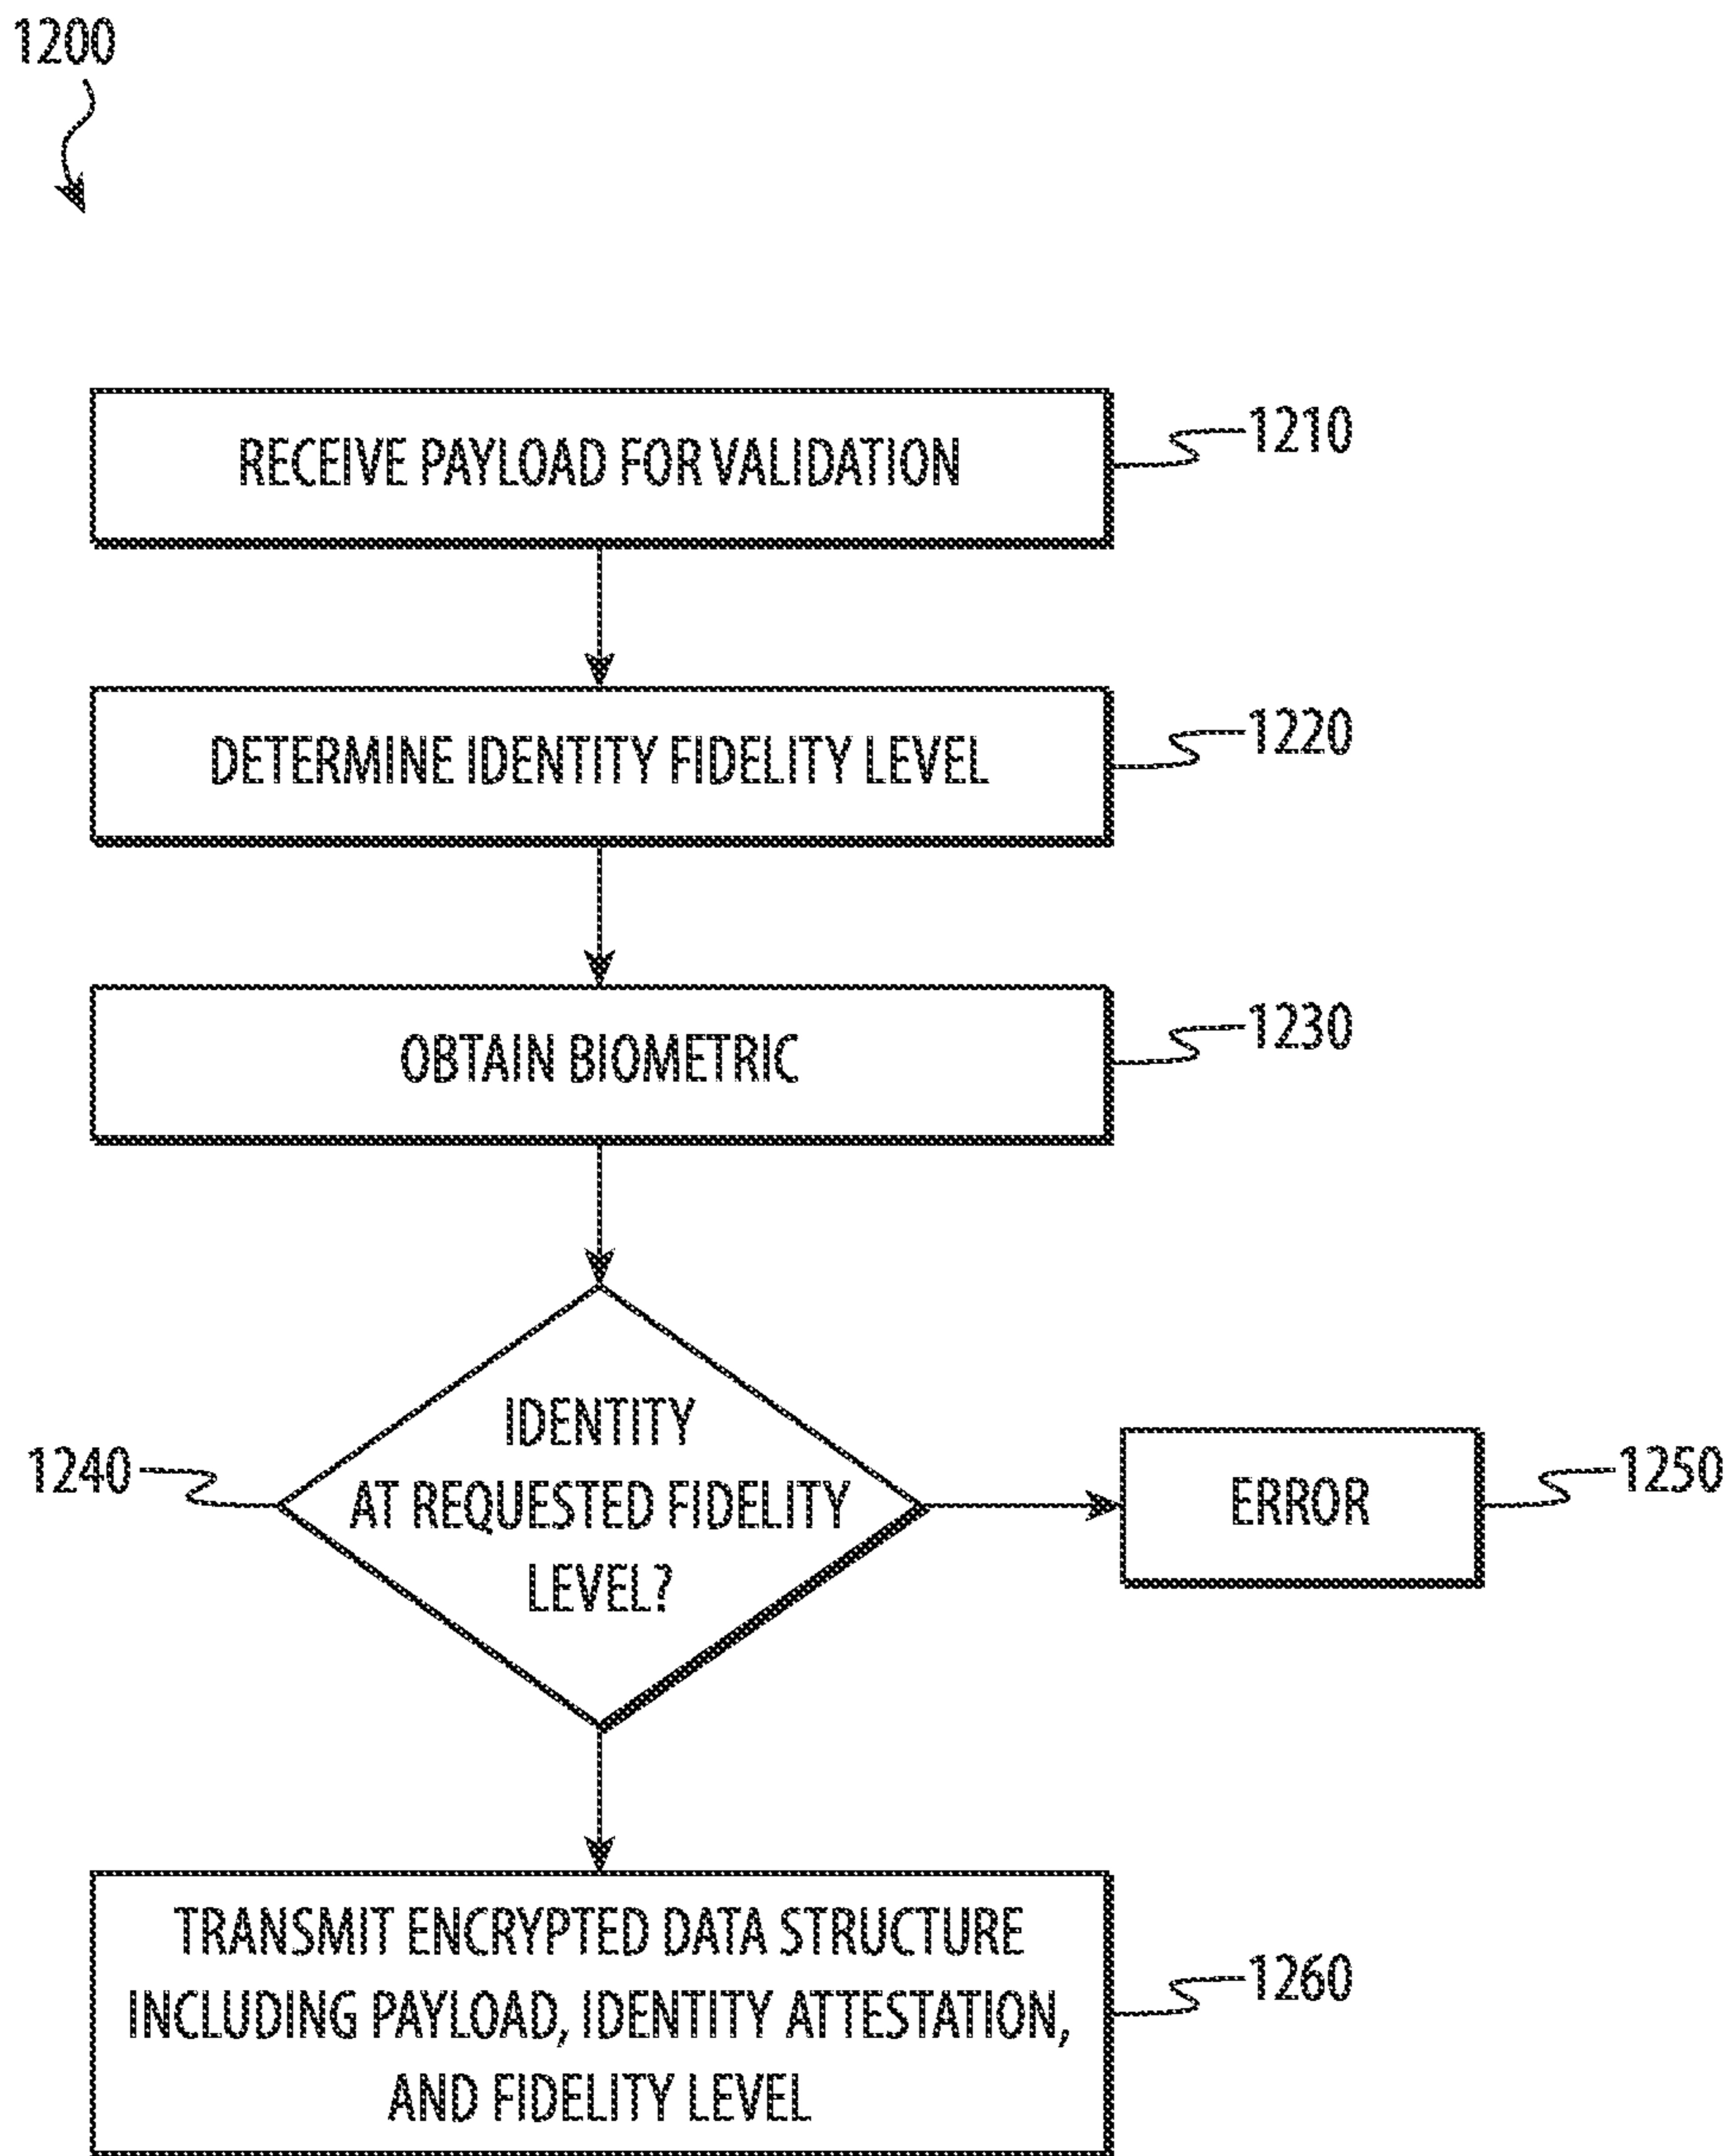 1200
RECEIVE PAYLOAD FOR VALIDATION
1210
DETERMINE IDENTITY FIDELITY LEVEL
1220
OBTAIN BIOMETRIC
1230
IDENTITY
AT REQUESTED FIDELITY
LEVEL?
1240
ERROR
1250
TRANSMIT ENCRYPTED DATA STRUCTURE
INCLUDING PAYLOAD, IDENTITY ATTESTATION,
AND FIDELITY LEVEL
1260